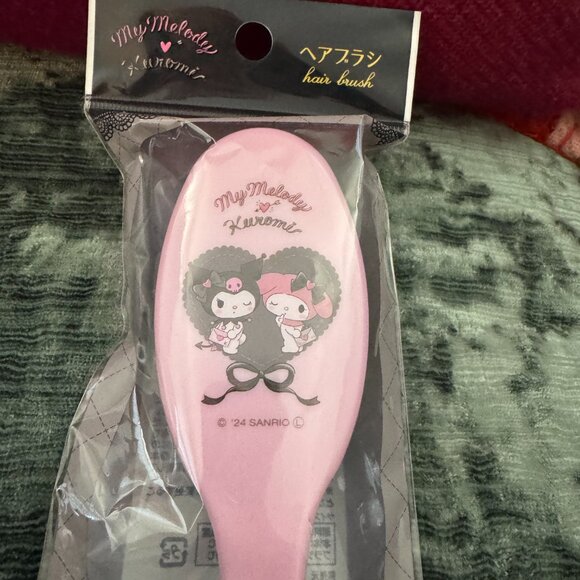 My Melody
Kuromi
ヘアブラシ
hair brush
My Melody
Kuromi
© '24 SANRIO Ⓛ